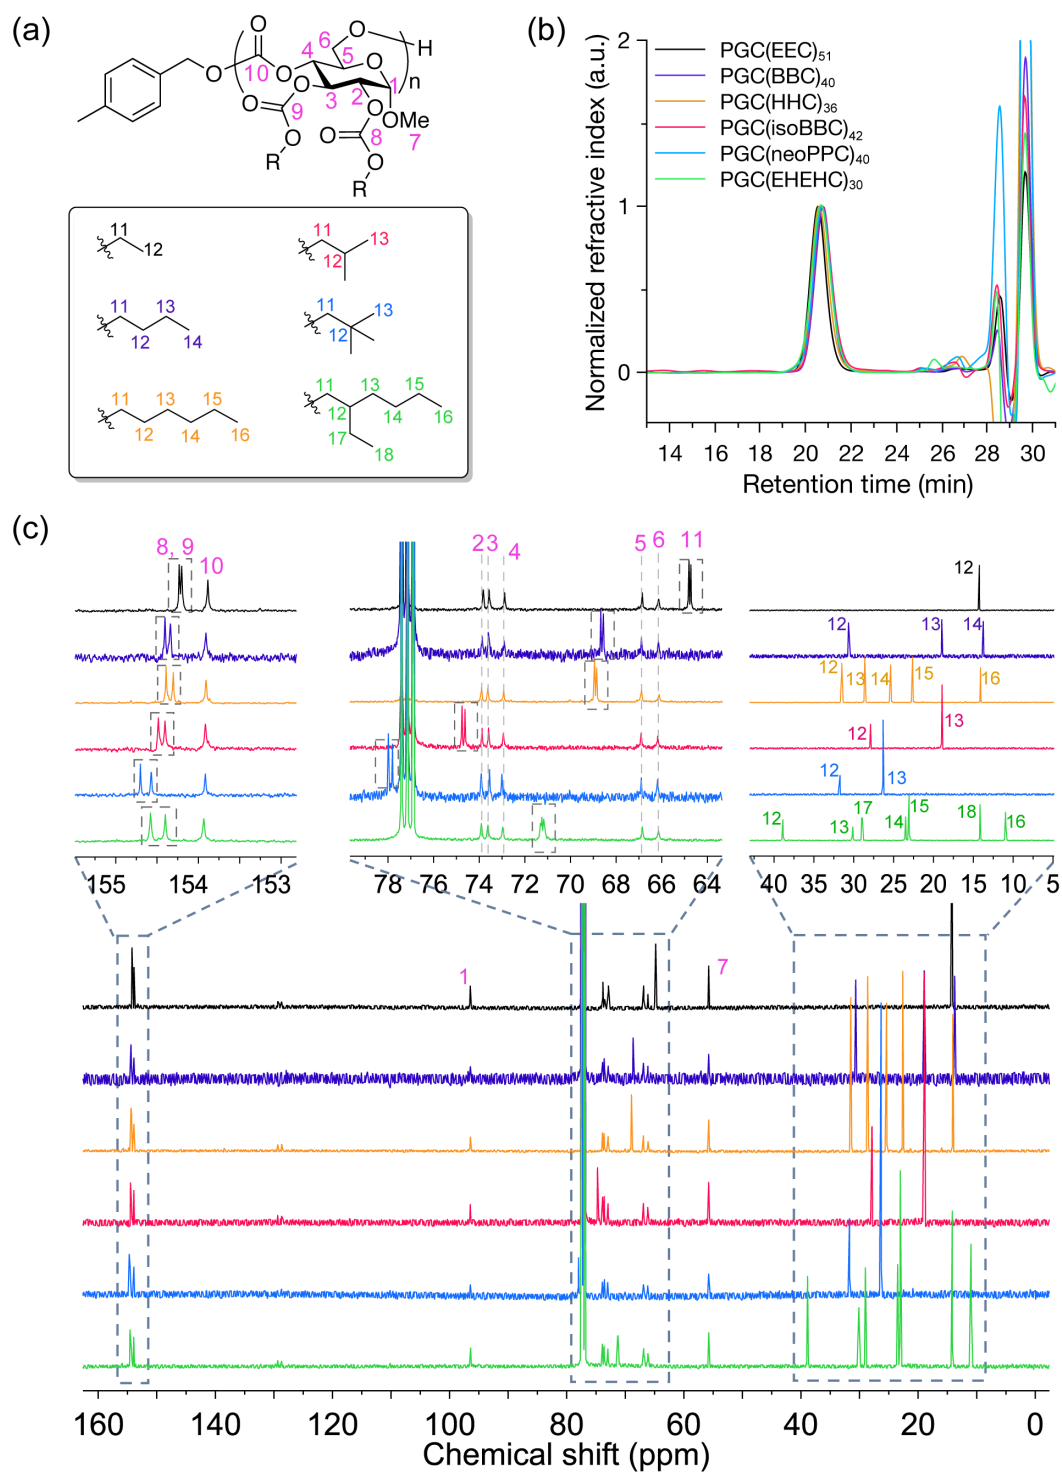 (a)
O
6
O
H
O
4
5
O
O
10
O
1
n
O
3
2
O
9
O
OMe
O
8
7
O
O
R
R
11
12
11
13
12
11
13
12
14
11
13
12
11
13
15
12
14
16
11
13
15
12
14
16
17
18
(b)
Normalized refractive index (a.u.)
2
1
0
PGC(EEC)51
PGC(BBC)40
PGC(HHC)36
PGC(isoBBC)42
PGC(neoPPC)40
PGC(EHEHC)30
14 16 18 20 22 24 26 28 30
Retention time (min)
(c)
8, 9
10
2 3 4 5 6 11
12
12 13 14
12 13 14 15 16
12 13
12 13
12 13 17 14 15 18 16
155 154 153
78 76 74 72 70 68 66 64
40 35 30 25 20 15 10 5
1
7
160 140 120 100 80 60 40 20 0
Chemical shift (ppm)